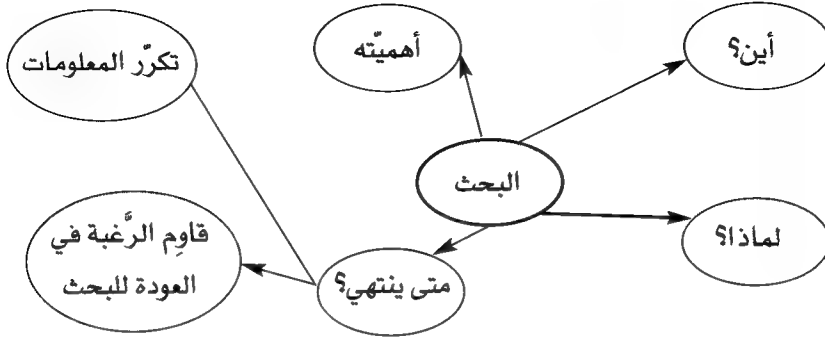 أين؟
أهميّته
تكرّر المعلومات
البحث
لماذا؟
متى ينتهي؟
قاوِم الرَّغبة في
العودة للبحث